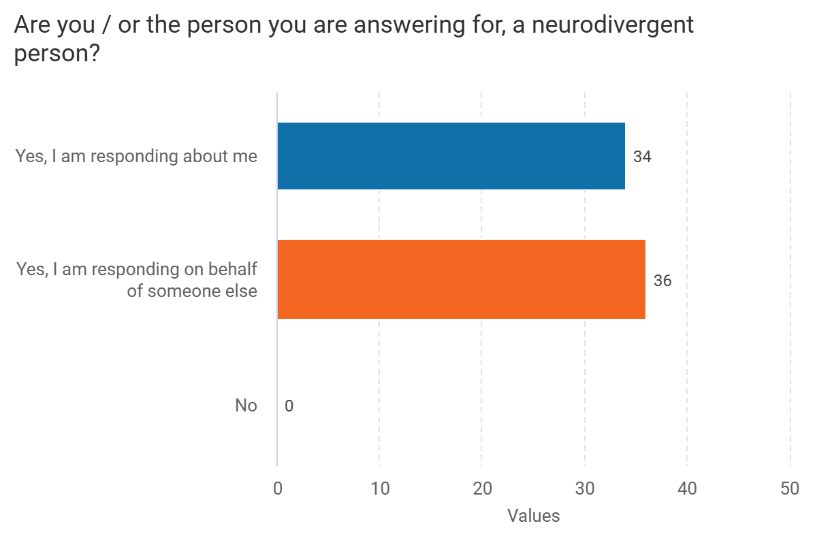 Are you / or the person you are answering for, a neurodivergent
person?
Yes, I am responding about me
34
Yes, I am responding on behalf
of someone else
36
No
0
0 10 20 30 40 50
Values